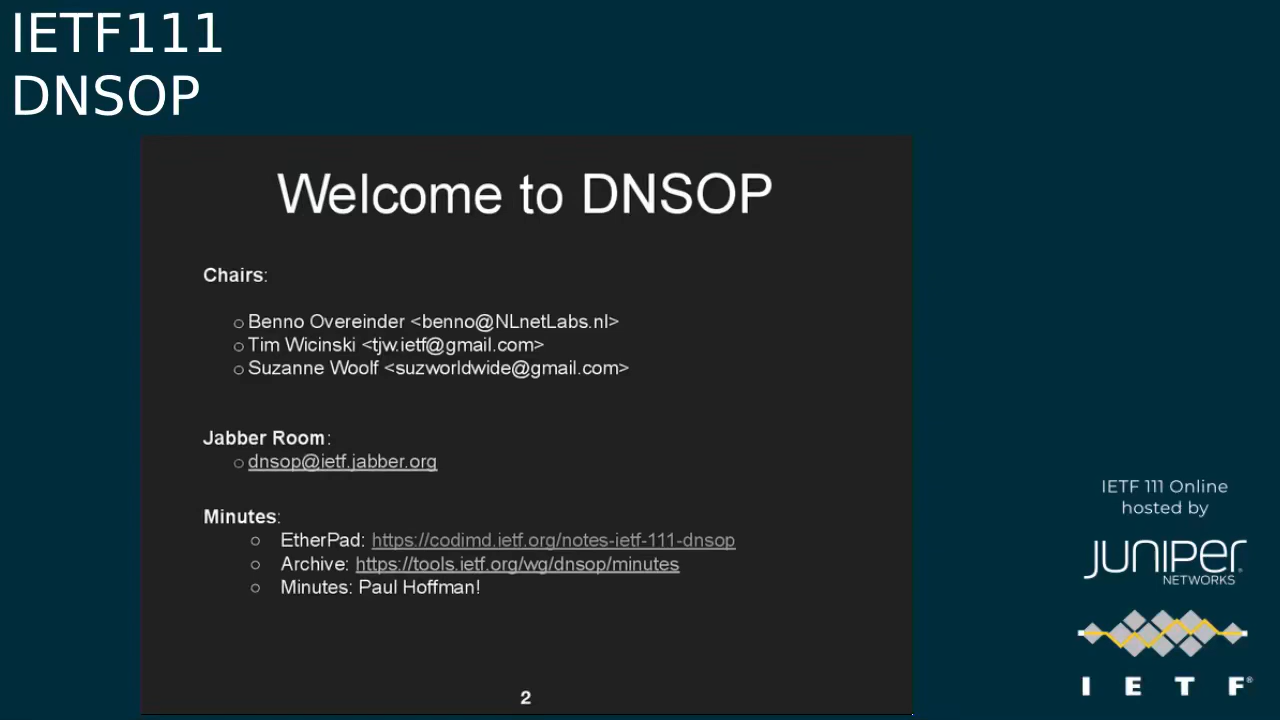 IETF111
DNSOP
Welcome to DNSOP
Chairs:
○ Benno Overeinder <benno@NLnetLabs.nl>
○ Tim Wicinski <tjw.ietf@gmail.com>
○ Suzanne Woolf <suzworldwide@gmail.com>
Jabber Room:
○ dnsop@ietf.jabber.org
Minutes:
○ EtherPad: https://codimd.ietf.org/notes-ietf-111-dnsop
○ Archive: https://tools.ietf.org/wg/dnsop/minutes
○ Minutes: Paul Hoffman!
2
IETF 111 Online
hosted by
JUNIPER
NETWORKS
I E T F®